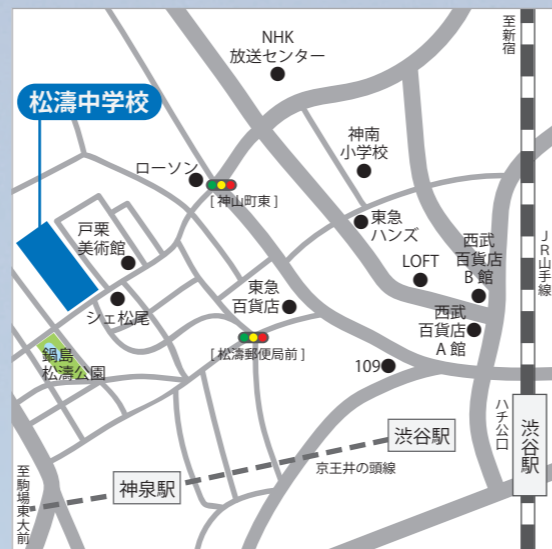 NHK
放送センター
至新宿
松濤中学校
神南
小学校
ローソン
[ 神山町東 ]
戸栗
美術館
東急
ハンズ
西武
百貨店
B 館
LOFT
JR山手線
東急
百貨店
シェ松尾
西武
百貨店
A 館
[ 松濤郵便局前 ]
鍋島
松濤公園
109
ハチ公口
渋谷駅
渋谷駅
京王井の頭線
神泉駅
至駒場東大前